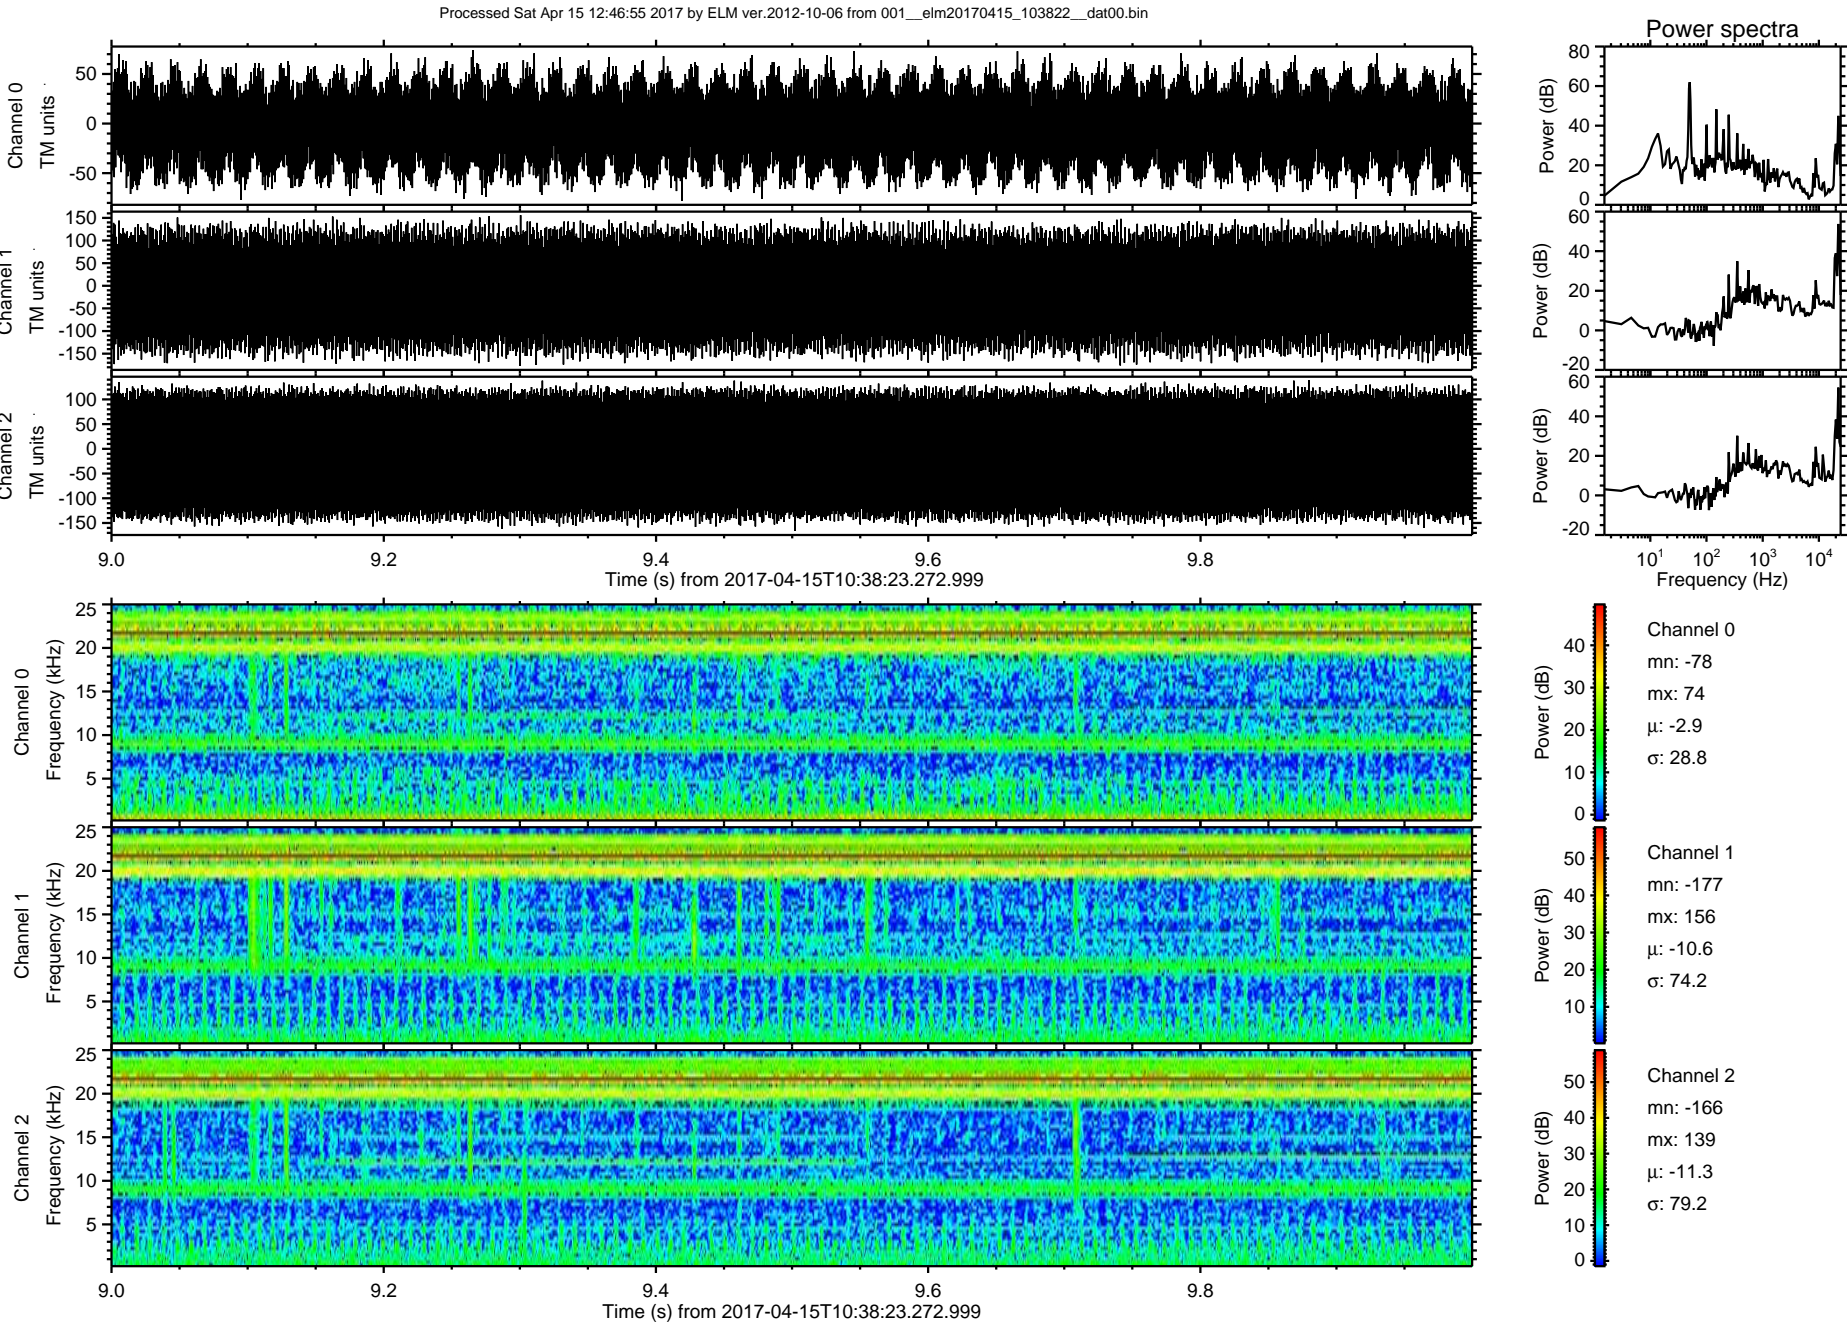 Processed Sat Apr 15 12:46:55 2017 by ELM ver.2012-10-06 from 001__elm20170415_103822__dat00.bin
Power spectra
Channel 0
TM units
50
0
-50
Power (dB)
80
60
40
20
0
Channel 1
TM units
150
100
50
0
-50
-100
-150
Power (dB)
60
40
20
0
-20
Channel 2
TM units
100
50
0
-50
-100
-150
Power (dB)
60
40
20
0
-20
9.0 9.2 9.4 9.6 9.8
Time (s) from 2017-04-15T10:38:23.272.999
10^1 10^2 10^3 10^4
Frequency (Hz)
Channel 0
Frequency (kHz)
25
20
15
10
5
Power (dB)
40
30
20
10
0
Channel 0
mn: -78
mx: 74
μ: -2.9
σ: 28.8
Channel 1
Frequency (kHz)
25
20
15
10
5
Power (dB)
50
40
30
20
10
Channel 1
mn: -177
mx: 156
μ: -10.6
σ: 74.2
Channel 2
Frequency (kHz)
25
20
15
10
5
Power (dB)
50
40
30
20
10
0
Channel 2
mn: -166
mx: 139
μ: -11.3
σ: 79.2
9.0 9.2 9.4 9.6 9.8
Time (s) from 2017-04-15T10:38:23.272.999